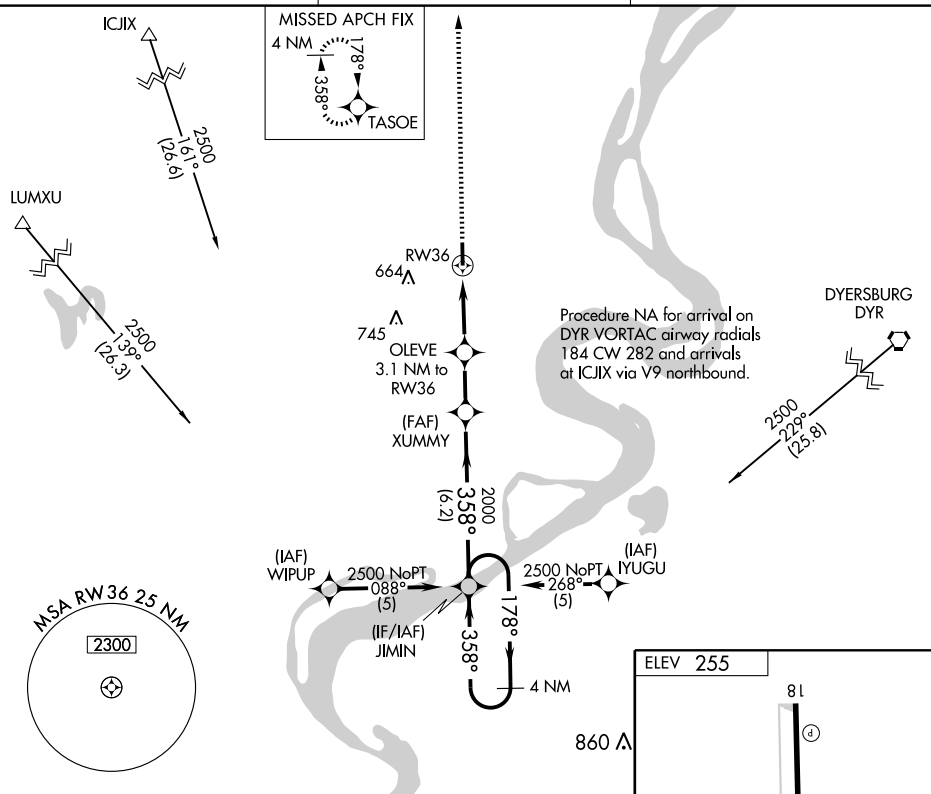 MISSED APCH FIX
4 NM
178°
358°
TASOE
ICJIX
2500
161°
(26.6)
LUMXU
2500
139°
(26.3)
RW36
664
745
OLEVE
3.1 NM to
RW36
(FAF)
XUMMY
Procedure NA for arrival on
DYR VORTAC airway radials
184 CW 282 and arrivals
at ICJIX via V9 northbound.
DYERSBURG
DYR
2500
229°
(25.8)
2000
358°
(6.2)
(IAF)
WIPUP
2500 NoPT
088°
(5)
(IF/IAF)
JIMIN
2500 NoPT
268°
(5)
(IAF)
IYUGU
178°
358°
4 NM
MSA RW36 25 NM
2300
ELEV 255
18
P
860